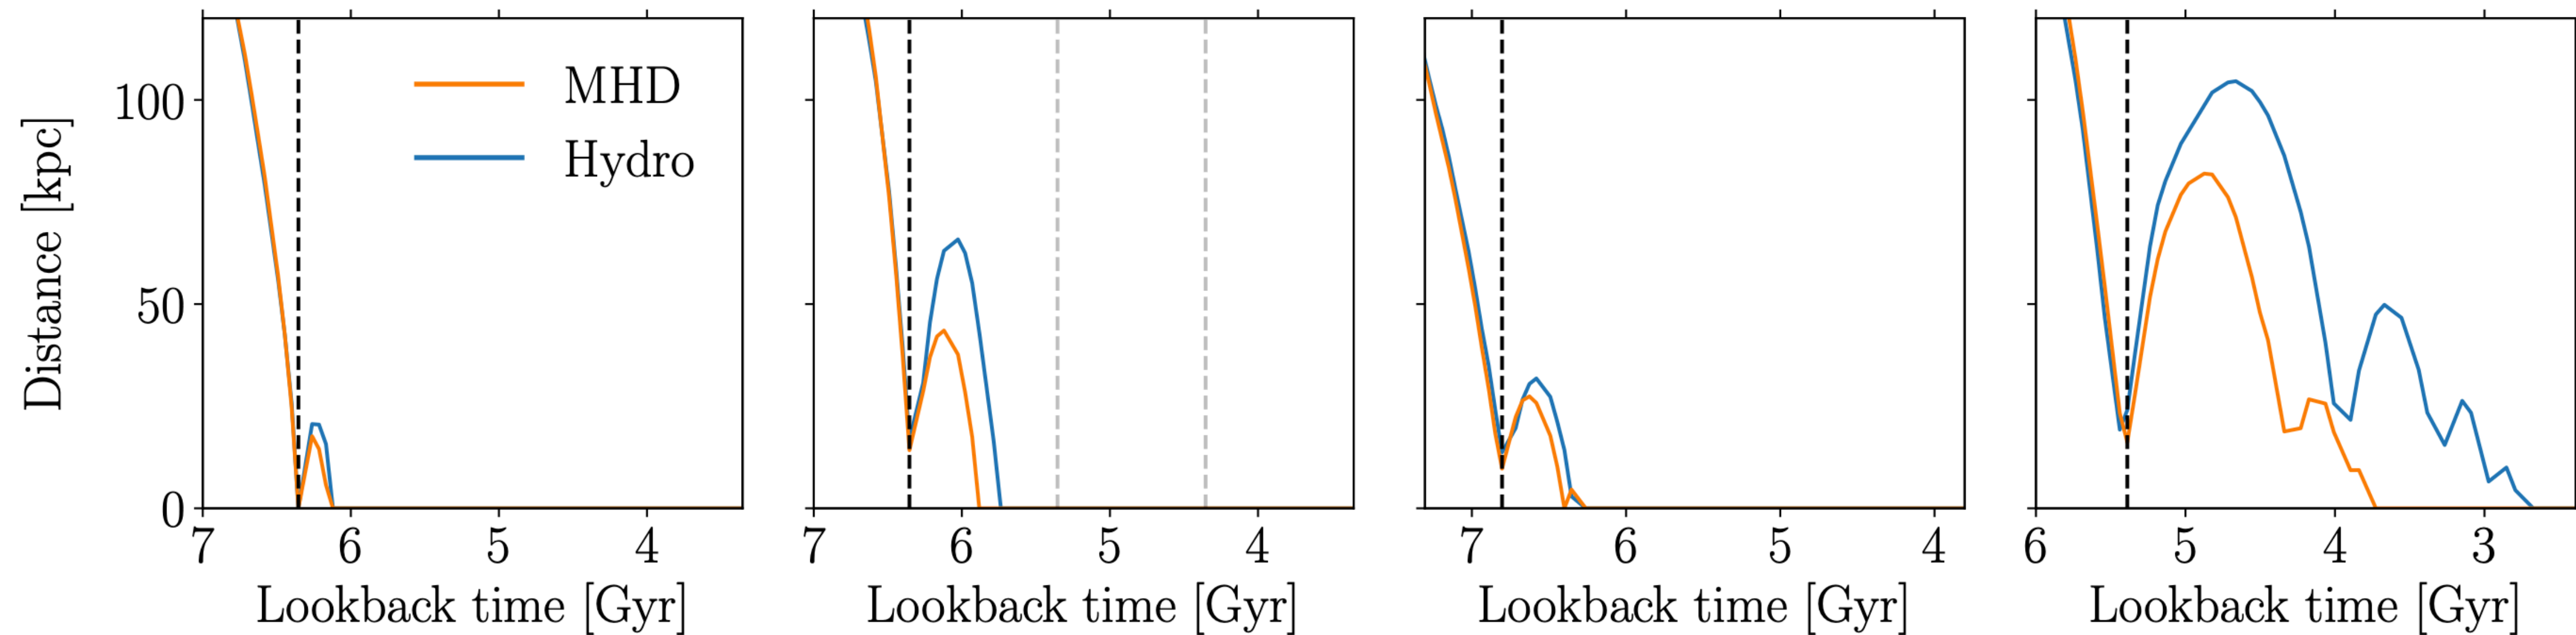 Distance [kpc]
100
50
0
MHD
Hydro
7 6 5 4
7 6 5 4
7 6 5 4
6 5 4 3
Lookback time [Gyr]
Lookback time [Gyr]
Lookback time [Gyr]
Lookback time [Gyr]